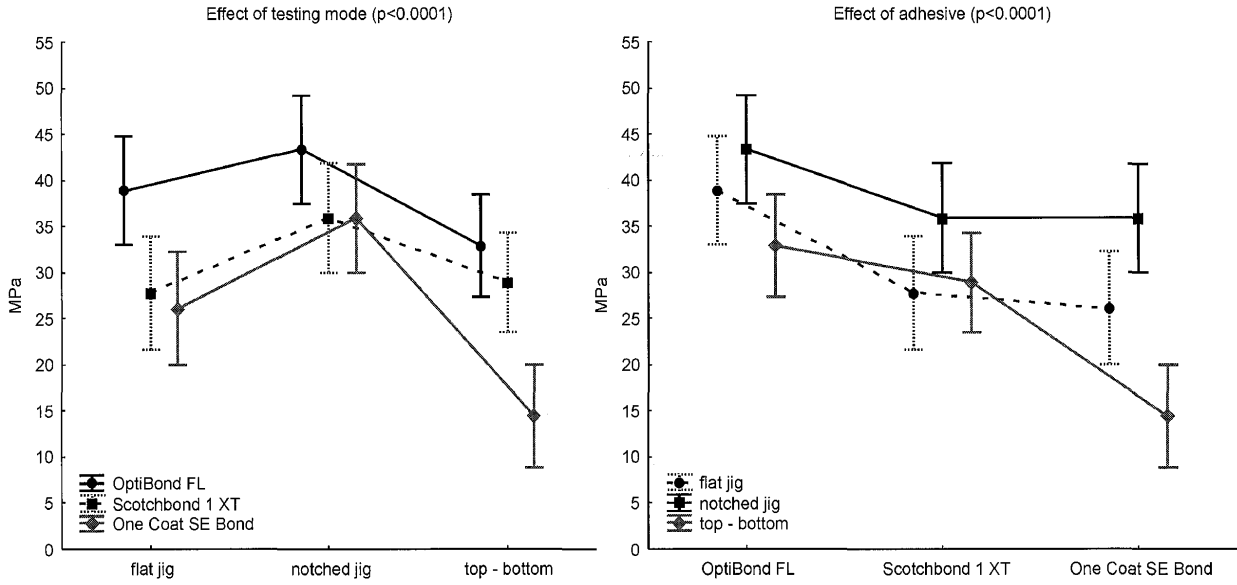 Effect of testing mode (p<0.0001)
55
50
45
40
35
30
25
20
15
10
5
0
MPa
OptiBond FL
Scotchbond 1 XT
One Coat SE Bond
flat jig
notched jig
top - bottom
Effect of adhesive (p<0.0001)
55
50
45
40
35
30
25
20
15
10
5
0
MPa
flat jig
notched jig
top - bottom
OptiBond FL
Scotchbond 1 XT
One Coat SE Bond